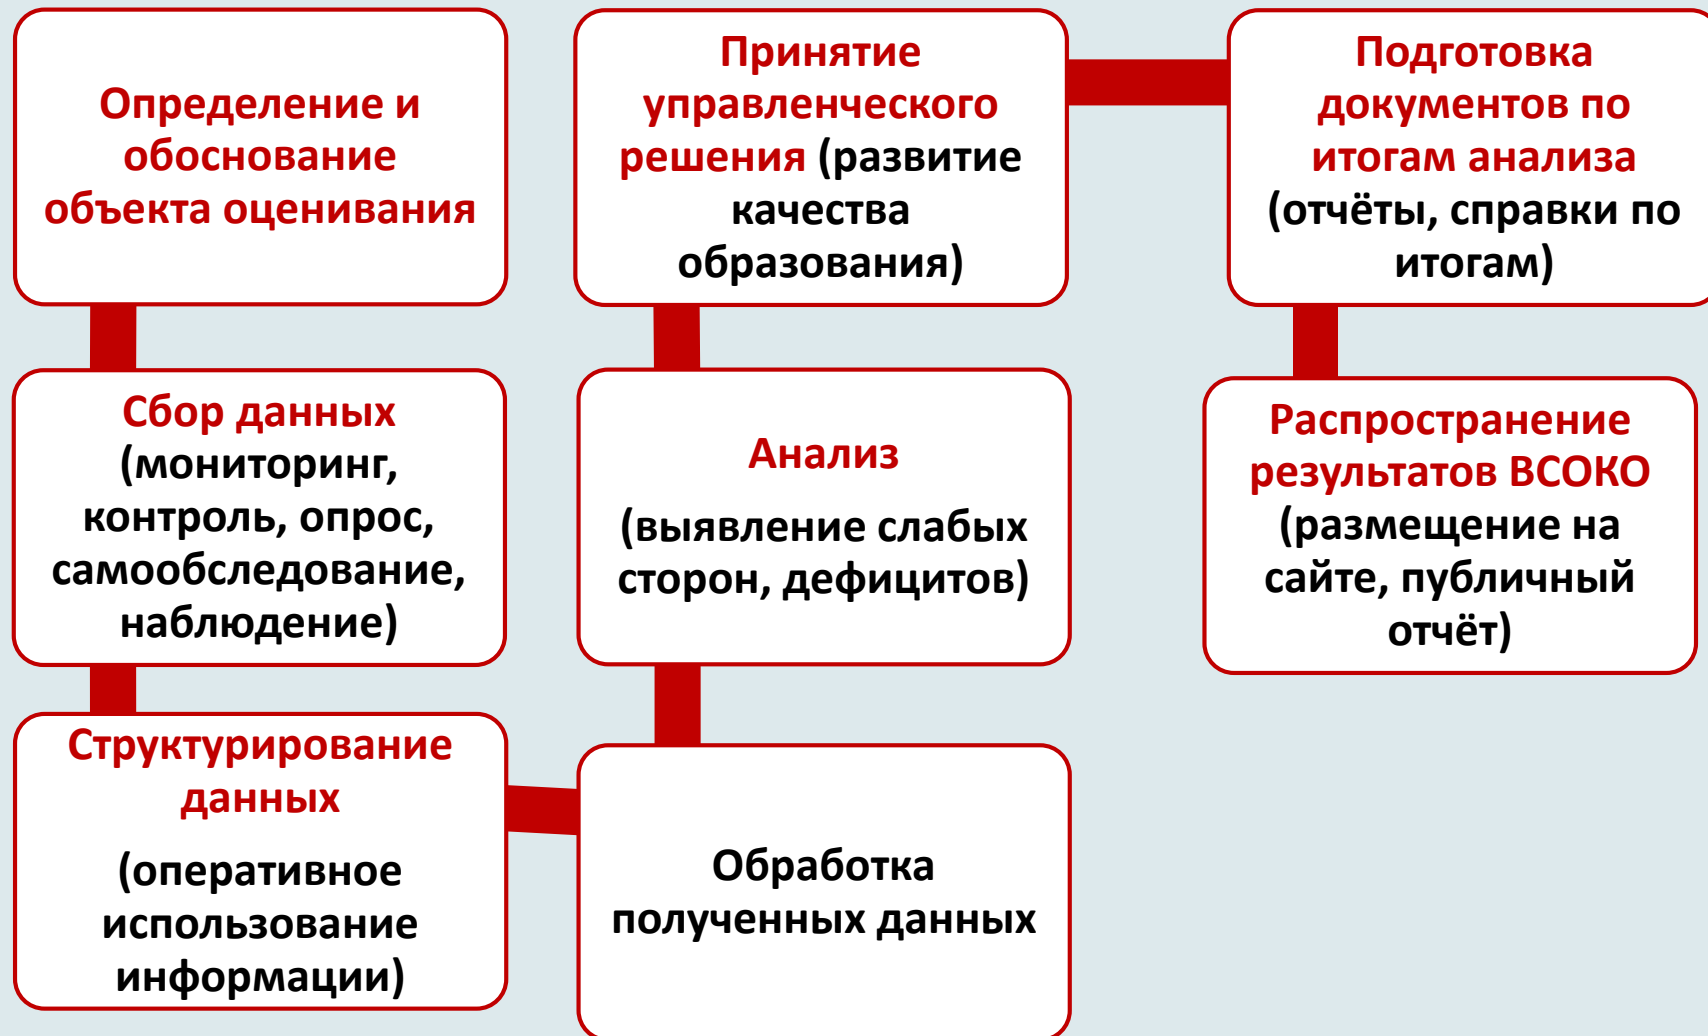 Определение и
обоснование
объекта оценивания
Сбор данных
(мониторинг,
контроль, опрос,
самообследование,
наблюдение)
Структурирование
данных
(оперативное
использование
информации)
Обработка
полученных данных
Анализ
(выявление слабых
сторон, дефицитов)
Принятие
управленческого
решения (развитие
качества
образования)
Подготовка
документов по
итогам анализа
(отчёты, справки по
итогам)
Распространение
результатов ВСОКО
(размещение на
сайте, публичный
отчёт)